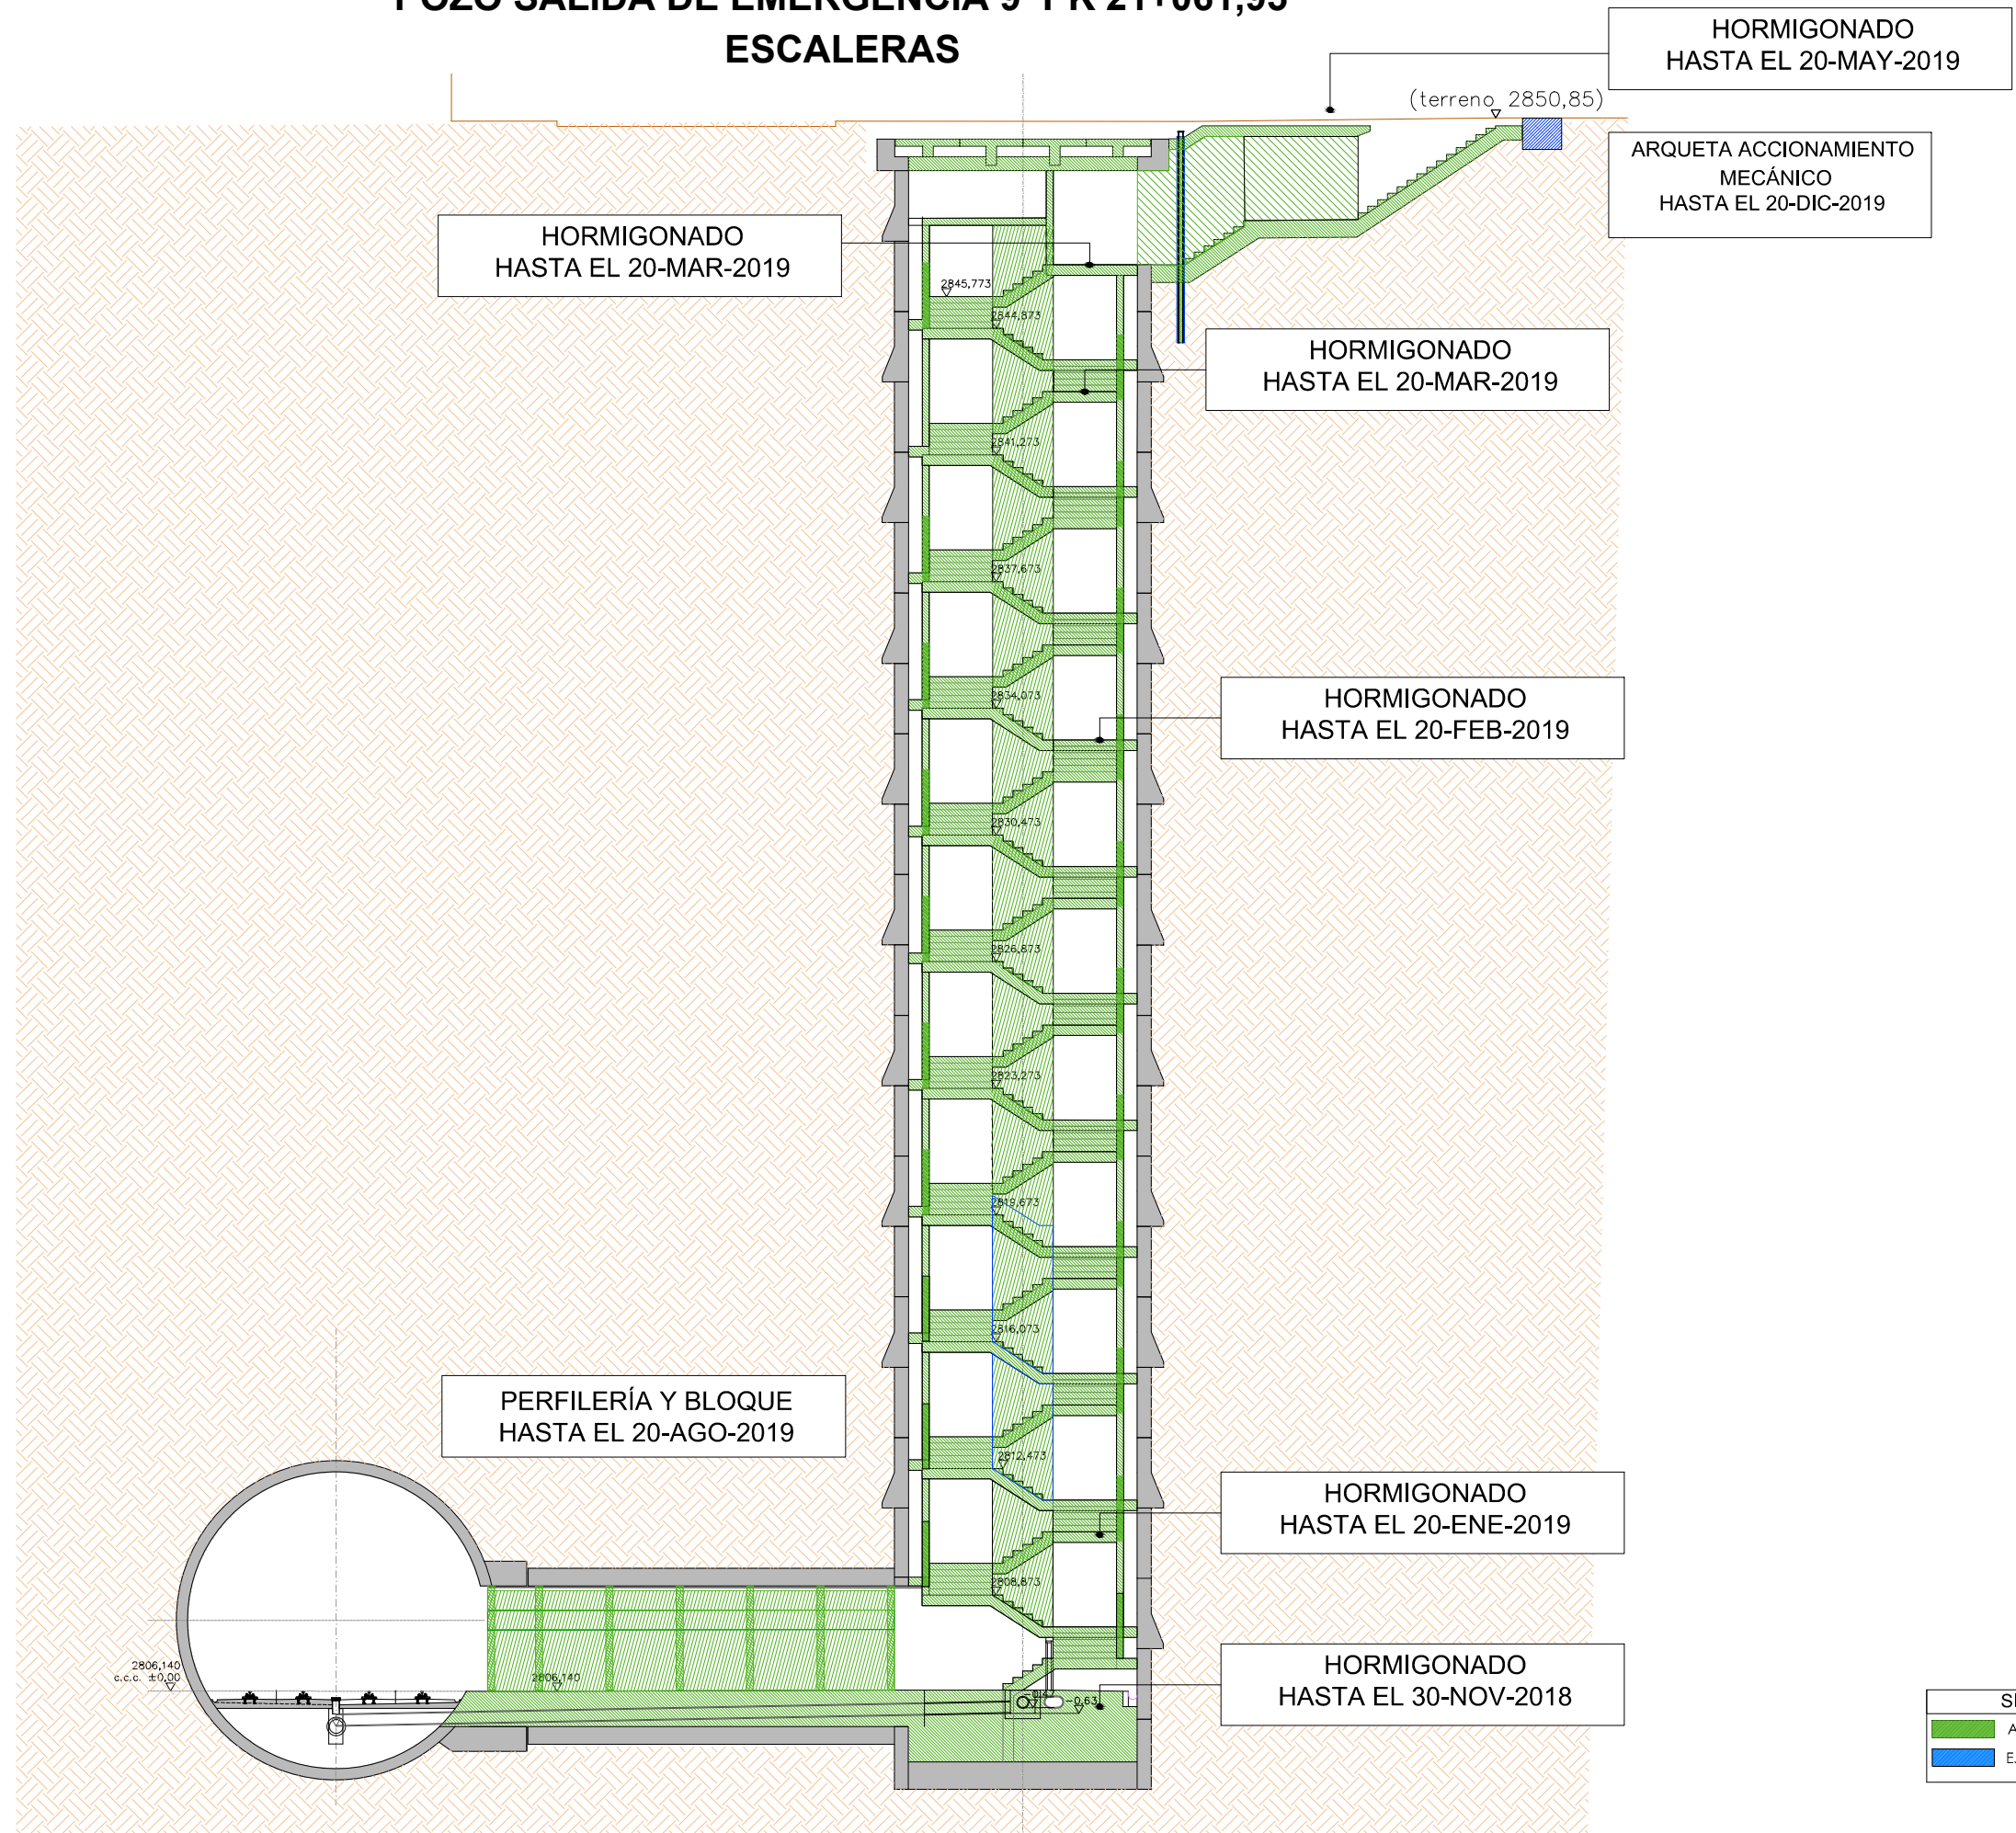 ESCALERAS
HORMIGONADO
HASTA EL 20-MAY-2019
(terreno 2850,85)
ARQUETA ACCIONAMIENTO
MECÁNICO
HASTA EL 20-DIC-2019
HORMIGONADO
HASTA EL 20-MAR-2019
2845,773
2844,873
HORMIGONADO
HASTA EL 20-MAR-2019
2841,273
2837,673
2834,073
HORMIGONADO
HASTA EL 20-FEB-2019
2830,473
2826,873
2823,273
2819,673
2816,073
PERFILERÍA Y BLOQUE
HASTA EL 20-AGO-2019
2812,473
HORMIGONADO
HASTA EL 20-ENE-2019
2808,873
2806,140
c.c.c. ±0,00
2806,140
-0,63
HORMIGONADO
HASTA EL 30-NOV-2018